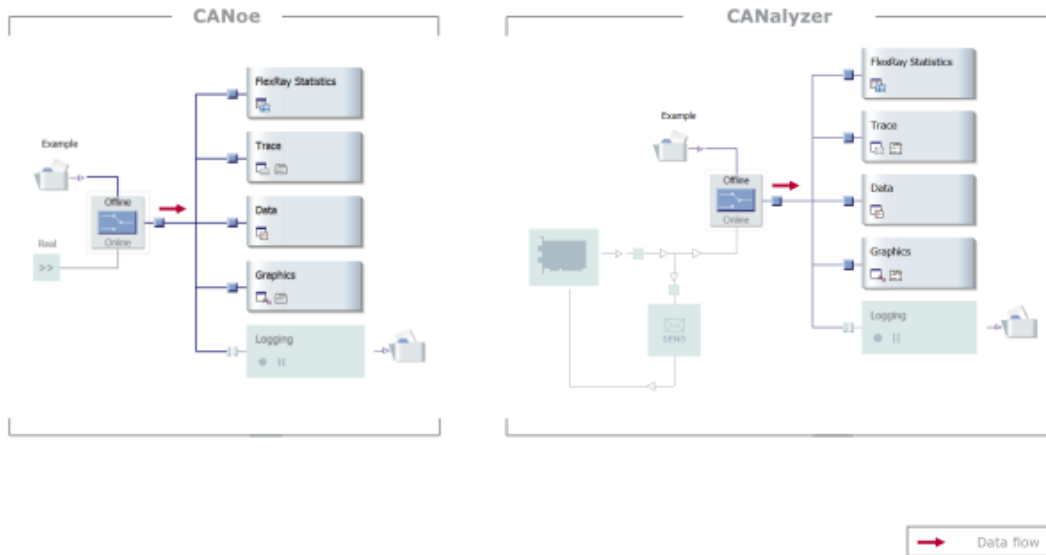 CANoe
FlexRay Statistics
Trace
Example
Offline
Data
Real
Online
>>
Graphics
Logging
CANalyzer
FlexRay Statistics
Example
Trace
Offline
Data
Online
Graphics
Logging
SEND
Data flow